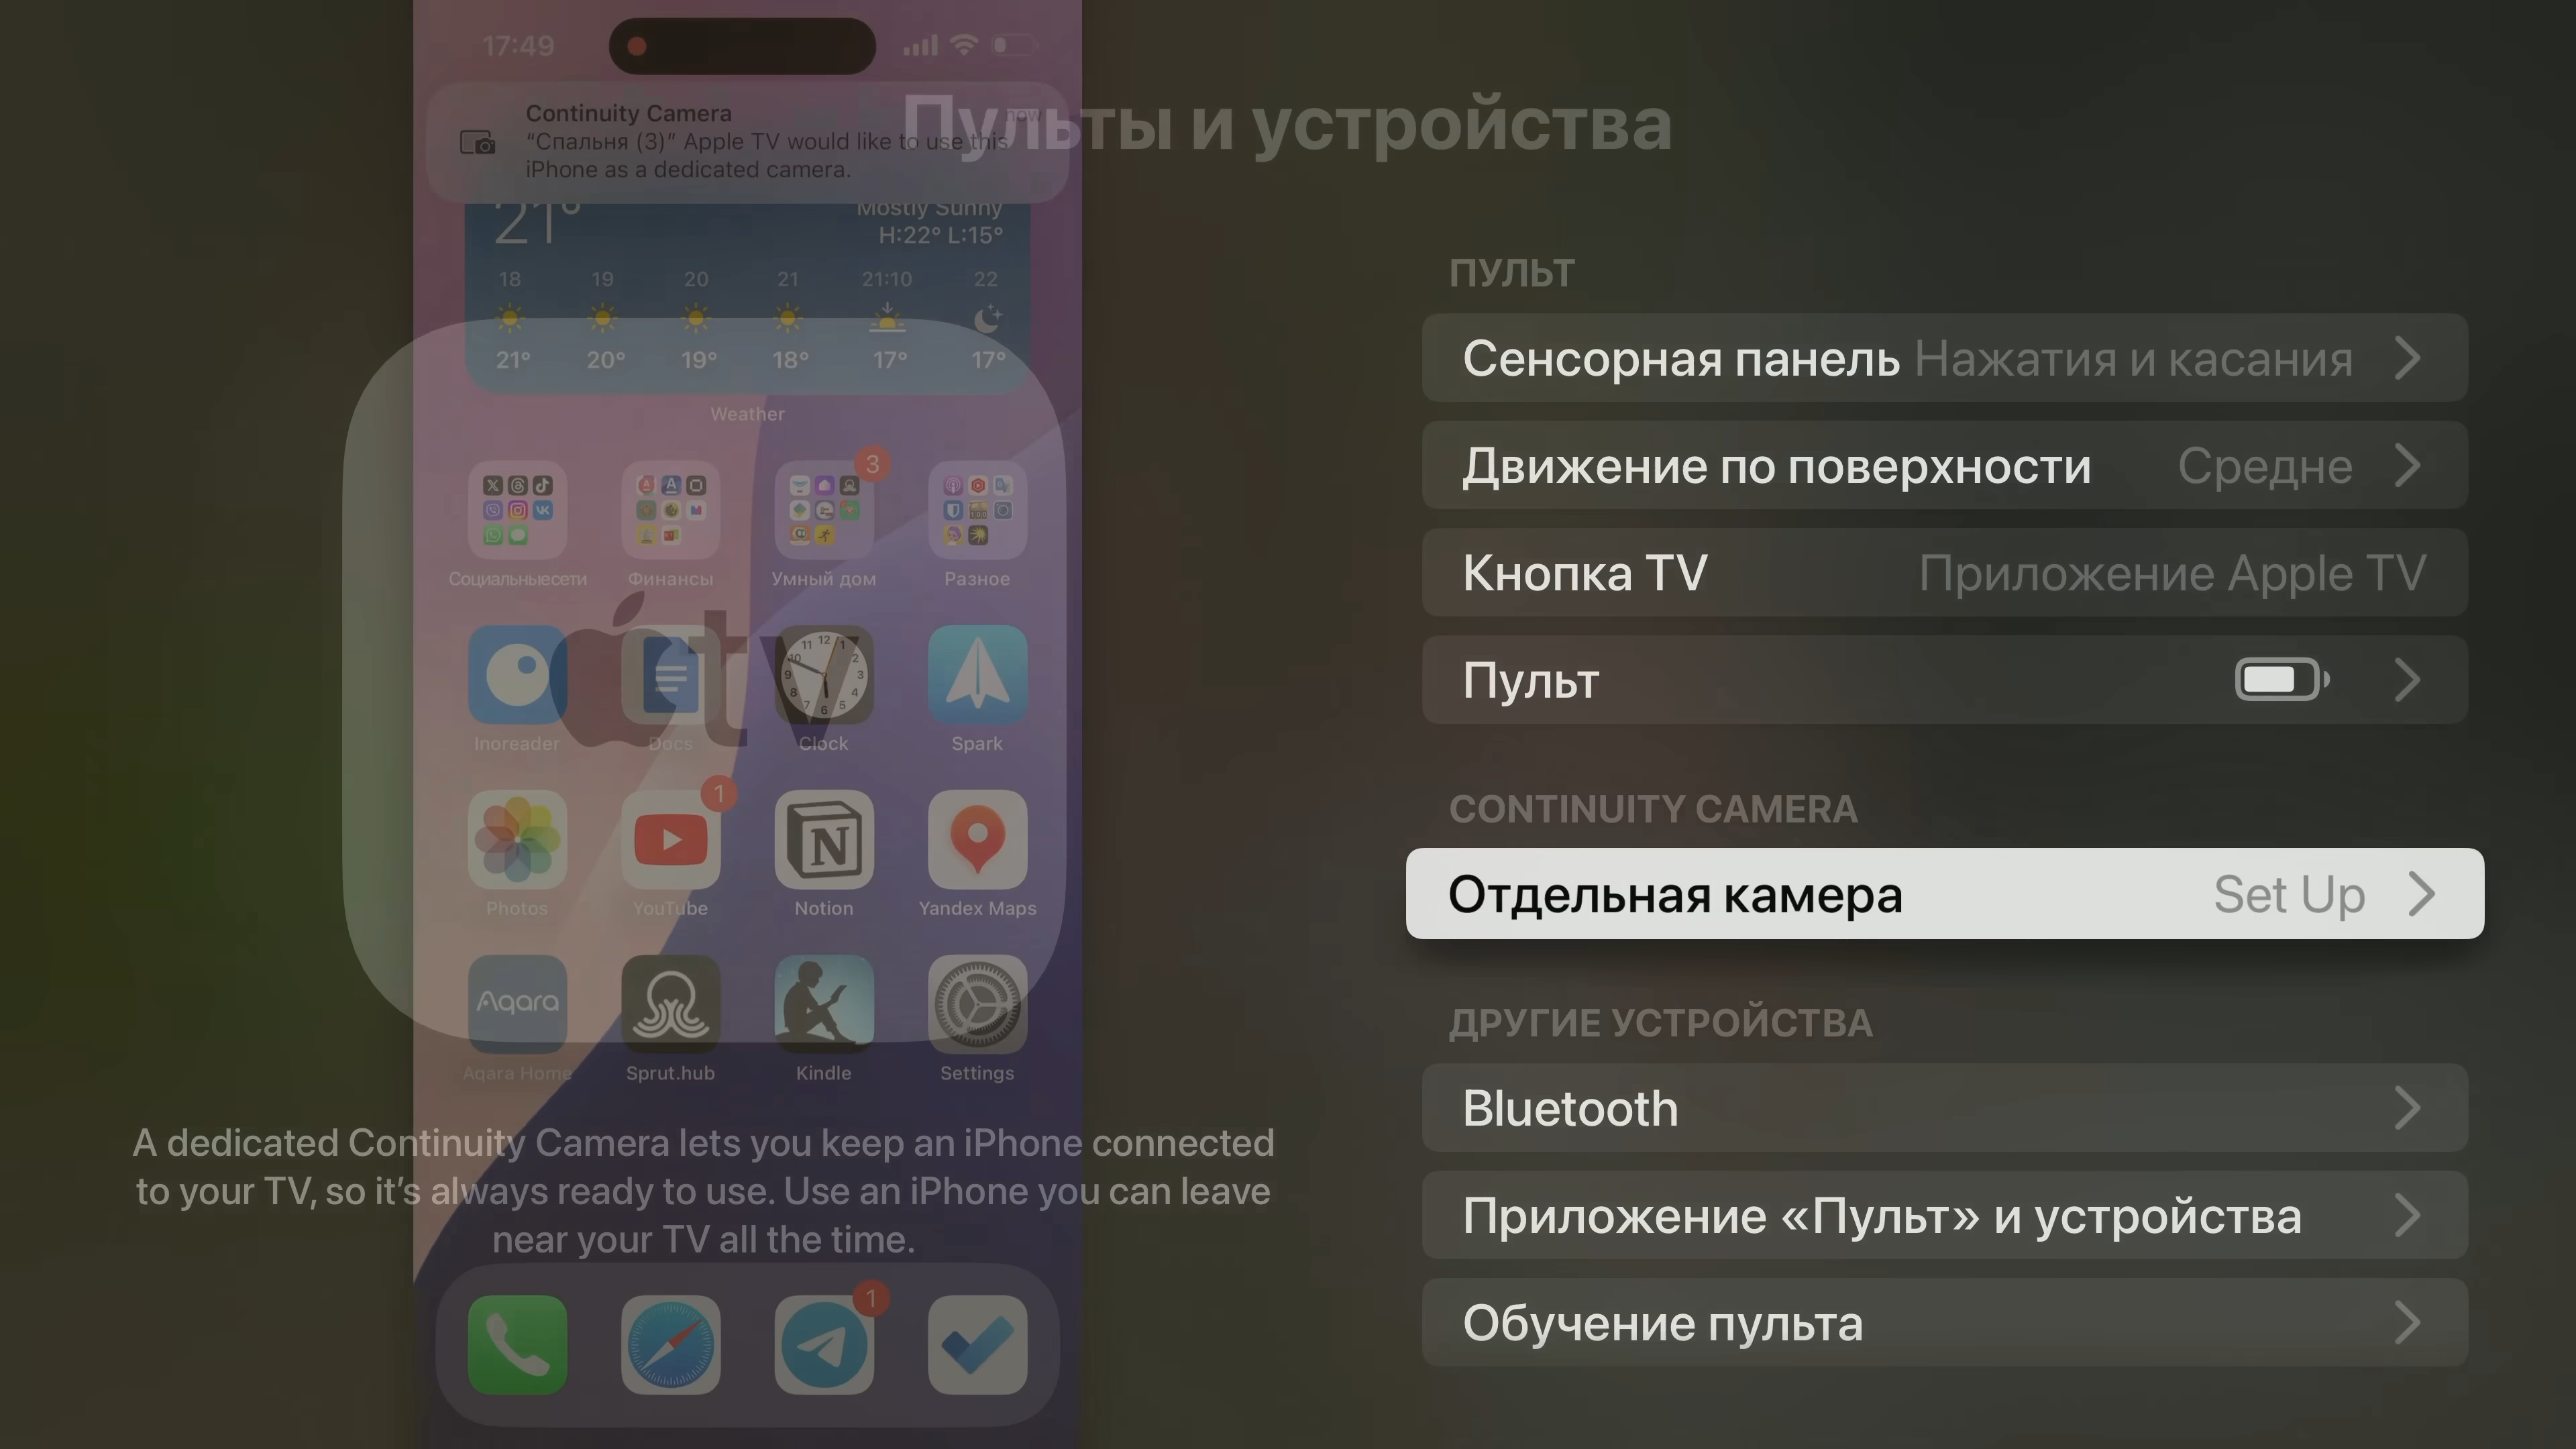 17:49
Continuity Camera
now
“Спальня (3)” Apple TV would like to use this
iPhone as a dedicated camera.
21°
Mostly Sunny
H:22° L:15°
18 19 20 21 21:10 22
21° 20° 19° 18° 17° 17°
Weather
3
Социальныесети Финансы Умный дом Разное
tv
Inoreader Docs Clock Spark
1
Photos YouTube Notion Yandex Maps
Aqara
Aqara Home Sprut.hub Kindle Settings
A dedicated Continuity Camera lets you keep an iPhone connected
to your TV, so it’s always ready to use. Use an iPhone you can leave
near your TV all the time.
1
Пульты и устройства
ПУЛЬТ
Сенсорная панель Нажатия и касания
Движение по поверхности Средне
Кнопка TV Приложение Apple TV
Пульт
CONTINUITY CAMERA
Отдельная камера Set Up
ДРУГИЕ УСТРОЙСТВА
Bluetooth
Приложение «Пульт» и устройства
Обучение пульта